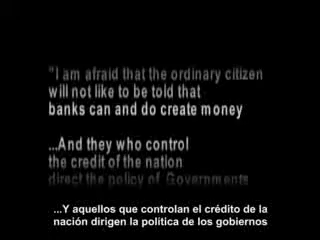 "I am afraid that the ordinary citizen
will not like to be told that
banks can and do create money
...And they who control
the credit of the nation
direct the policy of Governments
...Y aquellos que controlan el crédito de la
nación dirigen la política de los gobiernos